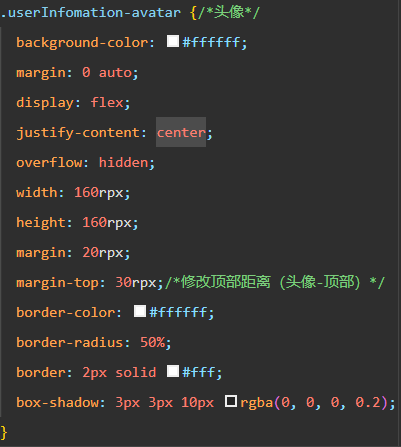 .userInfomation-avatar {/*头像*/
background-color: #ffffff;
margin: 0 auto;
display: flex;
justify-content: center;
overflow: hidden;
width: 160rpx;
height: 160rpx;
margin: 20rpx;
margin-top: 30rpx;/*修改顶部距离（头像-顶部）*/
border-color: #ffffff;
border-radius: 50%;
border: 2px solid #fff;
box-shadow: 3px 3px 10px rgba(0, 0, 0, 0.2);
}